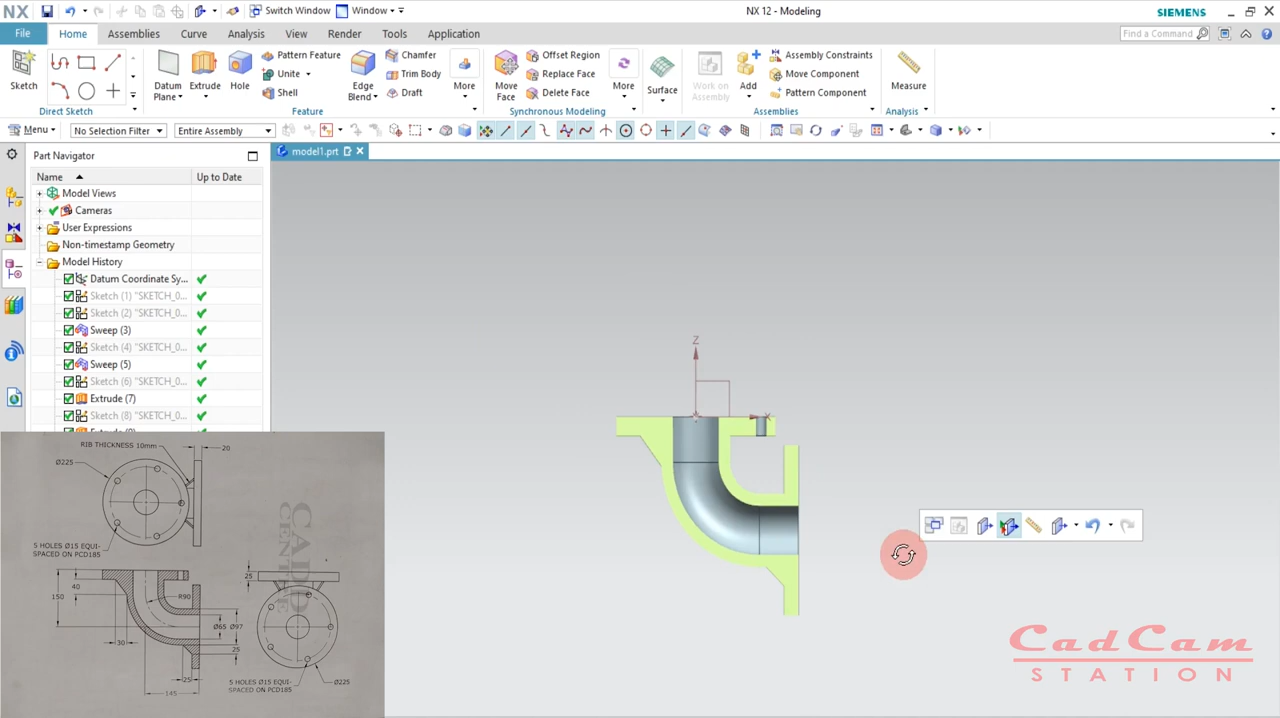 NX
Switch Window
Window
NX 12 - Modeling
SIEMENS
File
Home
Assemblies
Curve
Analysis
View
Render
Tools
Application
Find a Command
Sketch
Direct Sketch
Datum Plane
Extrude
Hole
Pattern Feature
Unite
Shell
Edge Blend
Chamfer
Trim Body
Draft
More
Feature
Move Face
Offset Region
Replace Face
Delete Face
More
Synchronous Modeling
Surface
Work on Assembly
Add
Assembly Constraints
Move Component
Pattern Component
Assemblies
Measure
Analysis
Menu
No Selection Filter
Entire Assembly
Part Navigator
model1.prt
Name
Up to Date
Model Views
Cameras
User Expressions
Non-timestamp Geometry
Model History
Datum Coordinate Sy...
Sketch (1) "SKETCH_0...
Sketch (2) "SKETCH_0...
Sweep (3)
Sketch (4) "SKETCH_0...
Sweep (5)
Sketch (6) "SKETCH_0...
Extrude (7)
Sketch (8) "SKETCH_0...
Z
X
RIB THICKNESS 10mm
20
Ø225
5 HOLES Ø15 EQUI-
SPACED ON PCD185
CADD
CENTRE
40
150
R90
Ø65
Ø97
30
25
25
145
25
5 HOLES Ø15 EQUI-
SPACED ON PCD185
Ø225
CadCam
STATION